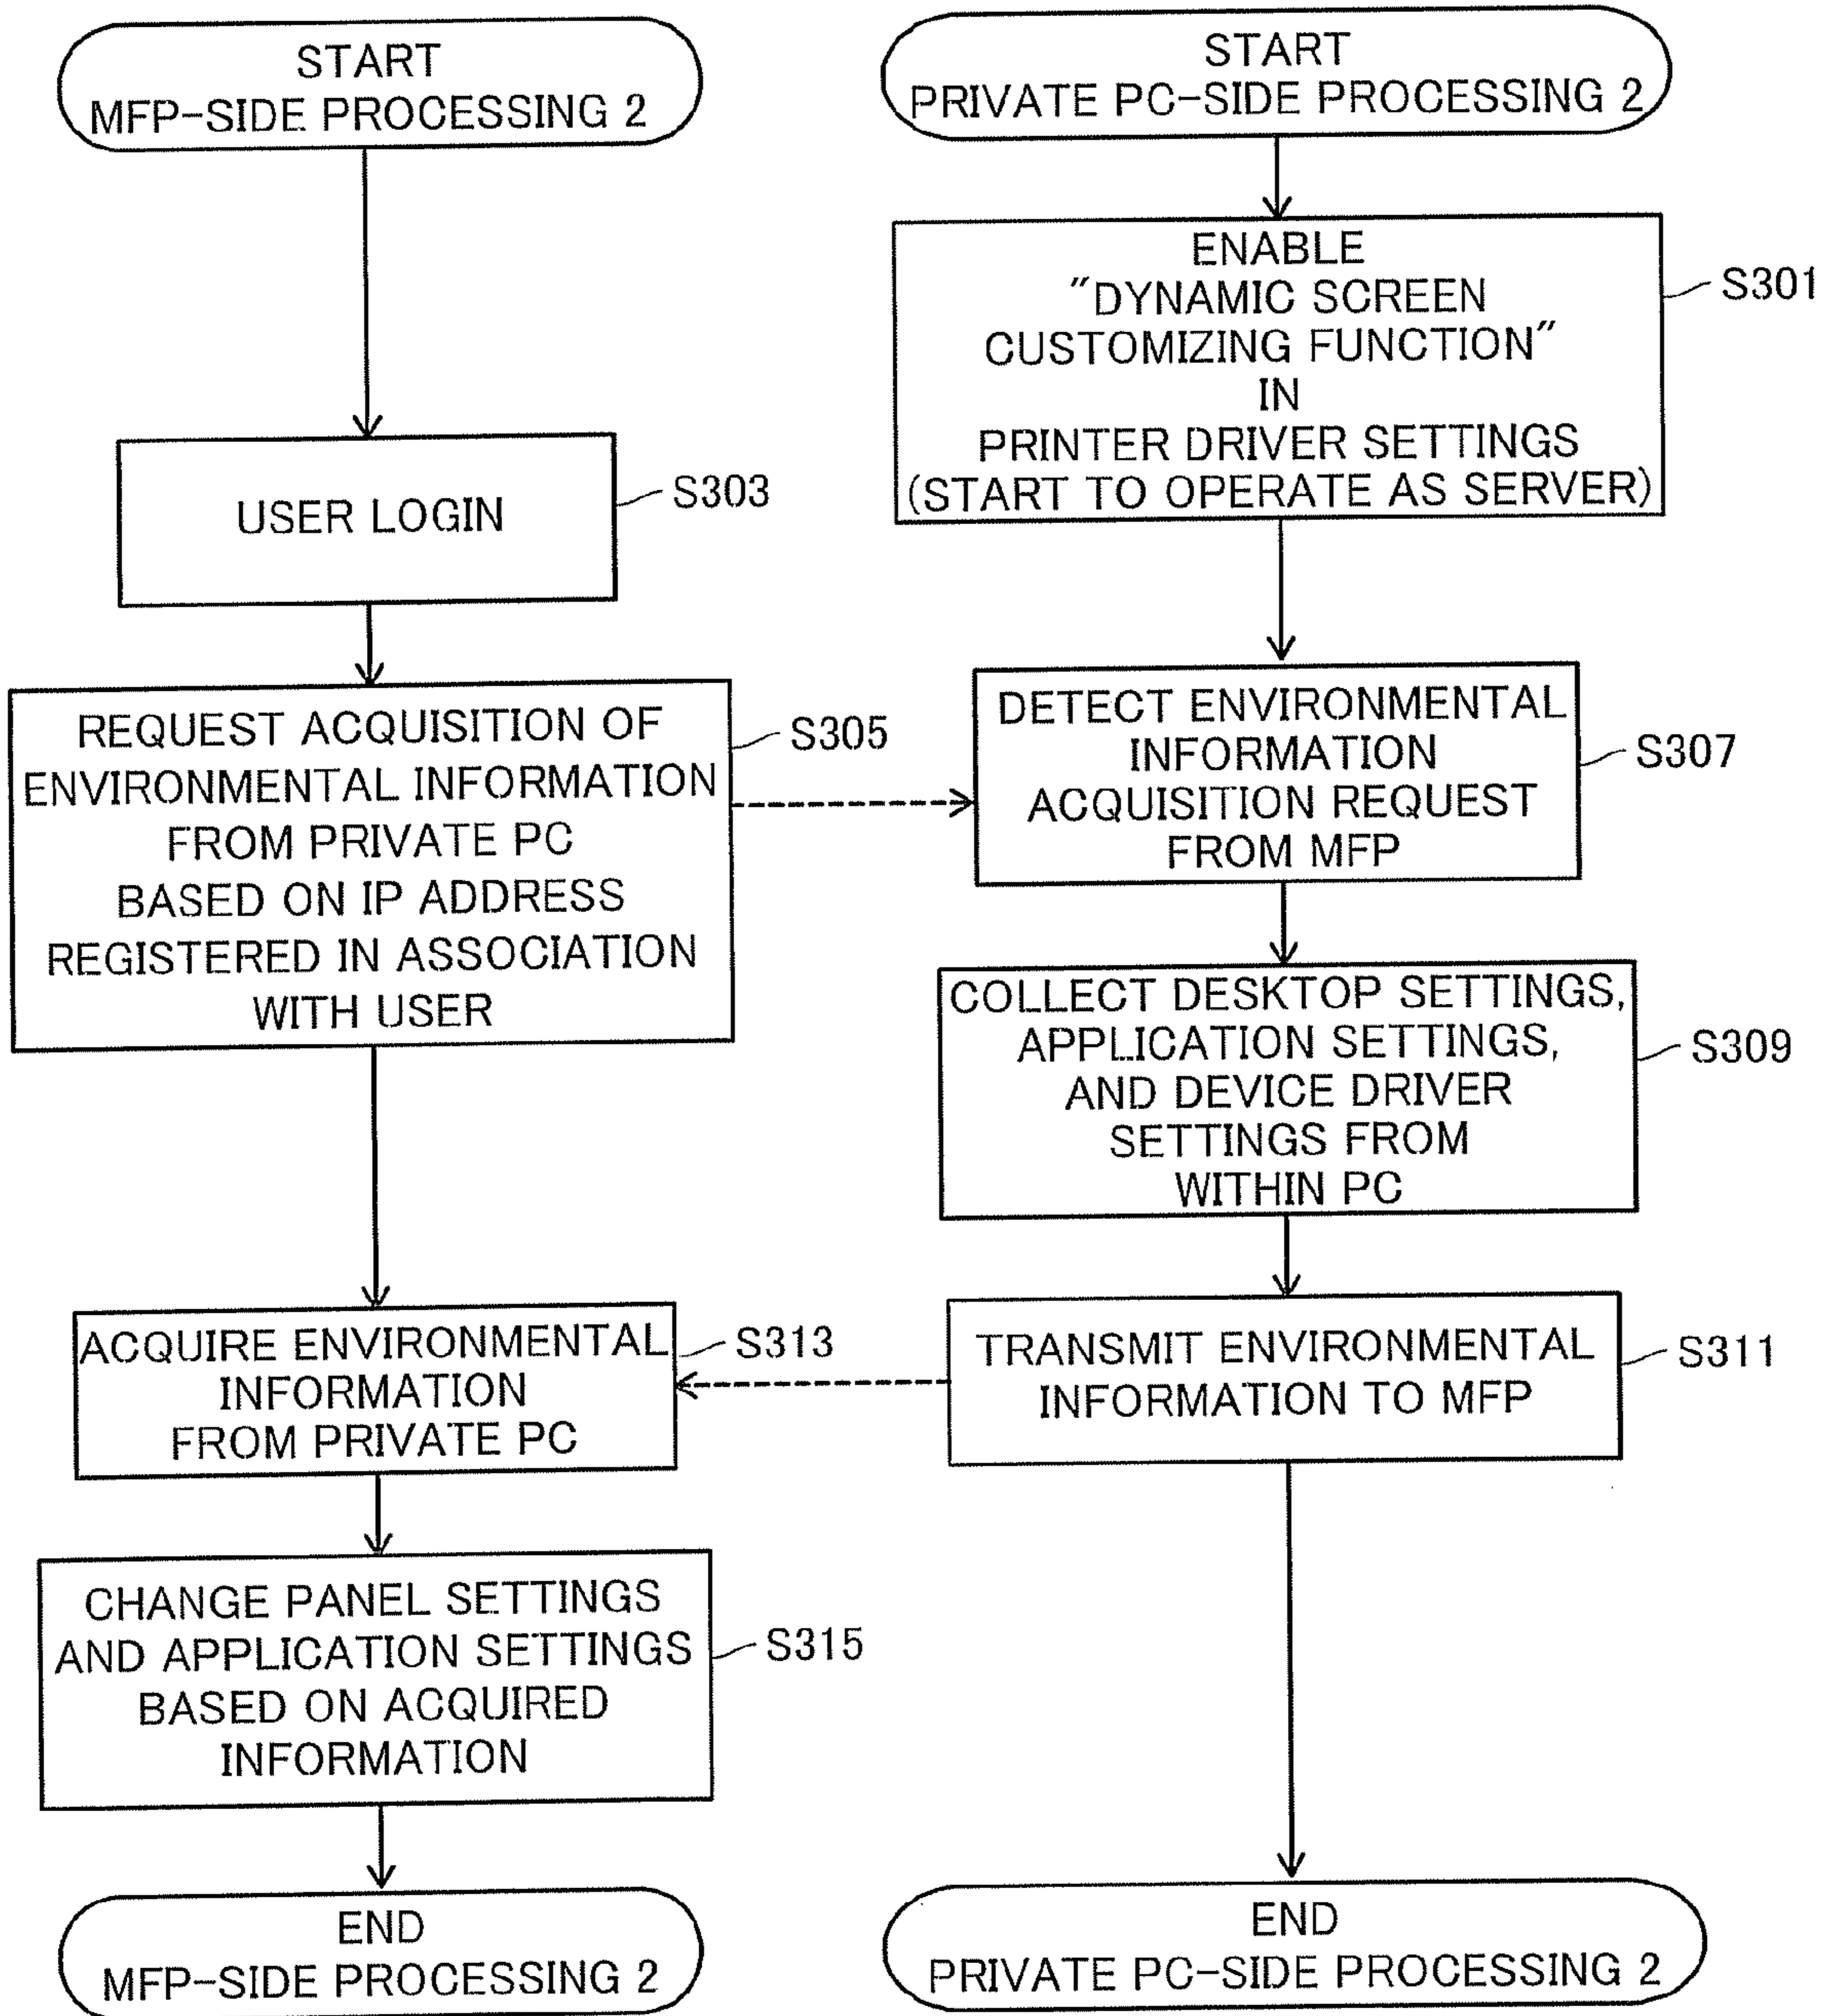 START
MFP-SIDE PROCESSING 2
USER LOGIN
S303
REQUEST ACQUISITION OF
ENVIRONMENTAL INFORMATION
FROM PRIVATE PC
BASED ON IP ADDRESS
REGISTERED IN ASSOCIATION
WITH USER
S305
ACQUIRE ENVIRONMENTAL
INFORMATION
FROM PRIVATE PC
S313
CHANGE PANEL SETTINGS
AND APPLICATION SETTINGS
BASED ON ACQUIRED
INFORMATION
S315
END
MFP-SIDE PROCESSING 2
START
PRIVATE PC-SIDE PROCESSING 2
ENABLE
"DYNAMIC SCREEN
CUSTOMIZING FUNCTION"
IN
PRINTER DRIVER SETTINGS
(START TO OPERATE AS SERVER)
S301
DETECT ENVIRONMENTAL
INFORMATION
ACQUISITION REQUEST
FROM MFP
S307
COLLECT DESKTOP SETTINGS,
APPLICATION SETTINGS,
AND DEVICE DRIVER
SETTINGS FROM
WITHIN PC
S309
TRANSMIT ENVIRONMENTAL
INFORMATION TO MFP
S311
END
PRIVATE PC-SIDE PROCESSING 2